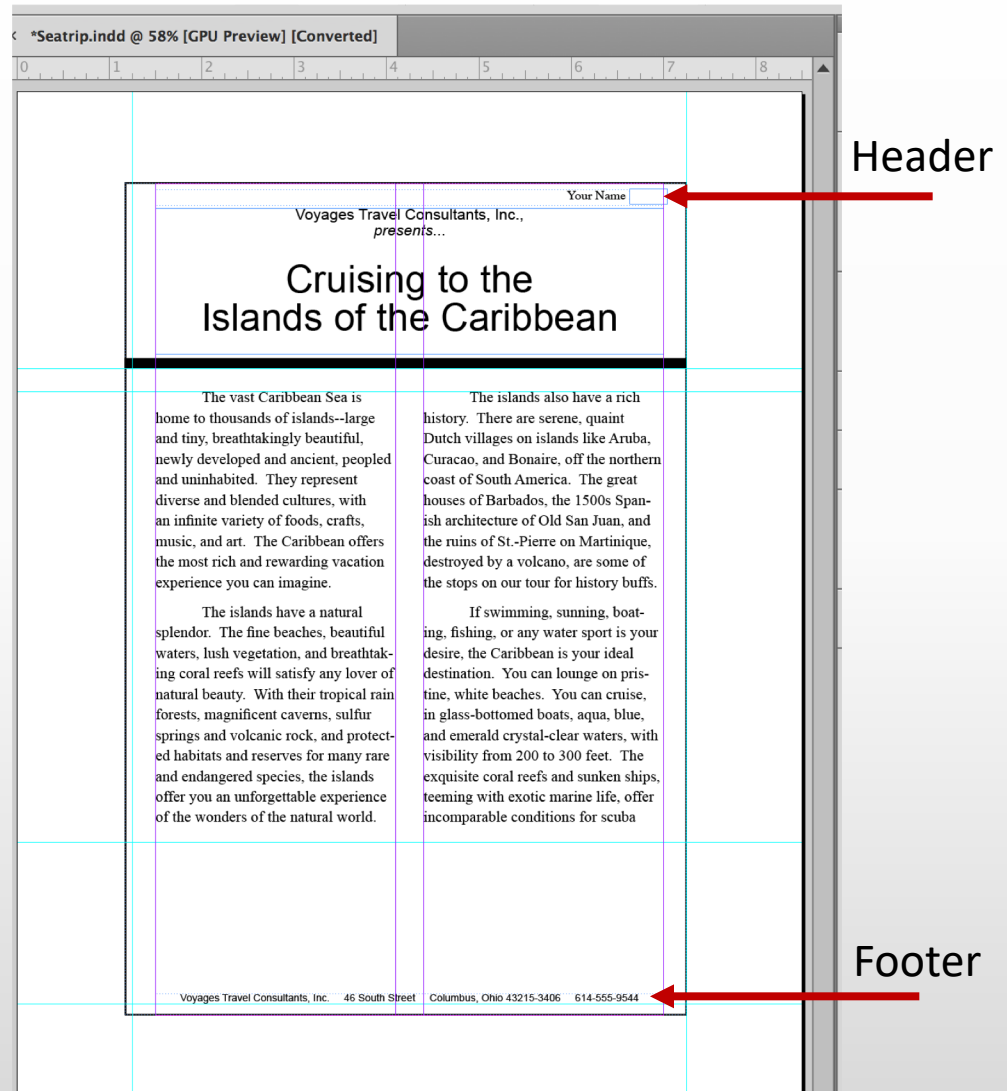 *Seatrip.indd @ 58% [GPU Preview] [Converted]
0 1 2 3 4 5 6 7 8
Header
Your Name
Voyages Travel Consultants, Inc.,
presents...
Cruising to the
Islands of the Caribbean
The vast Caribbean Sea is
home to thousands of islands--large
and tiny, breathtakingly beautiful,
newly developed and ancient, peopled
and uninhabited.  They represent
diverse and blended cultures, with
an infinite variety of foods, crafts,
music, and art.  The Caribbean offers
the most rich and rewarding vacation
experience you can imagine.
The islands have a natural
splendor.  The fine beaches, beautiful
waters, lush vegetation, and breathtak-
ing coral reefs will satisfy any lover of
natural beauty.  With their tropical rain
forests, magnificent caverns, sulfur
springs and volcanic rock, and protect-
ed habitats and reserves for many rare
and endangered species, the islands
offer you an unforgettable experience
of the wonders of the natural world.
The islands also have a rich
history.  There are serene, quaint
Dutch villages on islands like Aruba,
Curacao, and Bonaire, off the northern
coast of South America.  The great
houses of Barbados, the 1500s Span-
ish architecture of Old San Juan, and
the ruins of St.-Pierre on Martinique,
destroyed by a volcano, are some of
the stops on our tour for history buffs.
If swimming, sunning, boat-
ing, fishing, or any water sport is your
desire, the Caribbean is your ideal
destination.  You can lounge on pris-
tine, white beaches.  You can cruise,
in glass-bottomed boats, aqua, blue,
and emerald crystal-clear waters, with
visibility from 200 to 300 feet.  The
exquisite coral reefs and sunken ships,
teeming with exotic marine life, offer
incomparable conditions for scuba
Footer
Voyages Travel Consultants, Inc. 46 South Street Columbus, Ohio 43215-3406 614-555-9544